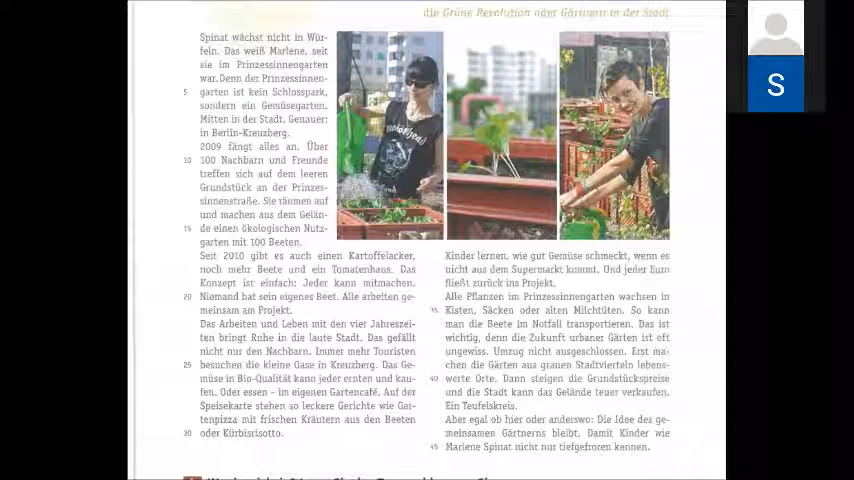 die Grüne Revolution oder Gärtnern in der Stadt
Spinat wächst nicht in Wür-
feln. Das weiß Marlene, seit
sie im Prinzessinnengarten
war. Denn der Prinzessinnen-
5 garten ist kein Schlosspark,
sondern ein Gemüsegarten.
Mitten in der Stadt. Genauer:
in Berlin-Kreuzberg.
2009 fängt alles an. Über
10 100 Nachbarn und Freunde
treffen sich auf dem leeren
Grundstück an der Prinzes-
sinnenstraße. Sie räumen auf
und machen aus dem Gelän-
15 de einen ökologischen Nutz-
garten mit 100 Beeten.
Seit 2010 gibt es auch einen Kartoffelacker,
noch mehr Beete und ein Tomatenhaus. Das
Konzept ist einfach: Jeder kann mitmachen.
20 Niemand hat sein eigenes Beet. Alle arbeiten ge-
meinsam am Projekt.
Das Arbeiten und Leben mit den vier Jahreszei-
ten bringt Ruhe in die laute Stadt. Das gefällt
nicht nur den Nachbarn. Immer mehr Touristen
25 besuchen die kleine Oase in Kreuzberg. Das Ge-
müse in Bio-Qualität kann jeder ernten und kau-
fen. Oder essen – im eigenen Gartencafé. Auf der
Speisekarte stehen so leckere Gerichte wie Gar-
tenpizza mit frischen Kräutern aus den Beeten
30 oder Kürbisrisotto.
Motörhead
Kinder lernen, wie gut Gemüse schmeckt, wenn es
nicht aus dem Supermarkt kommt. Und jeder Euro
fließt zurück ins Projekt.
Alle Pflanzen im Prinzessinnengarten wachsen in
35 Kisten, Säcken oder alten Milchtüten. So kann
man die Beete im Notfall transportieren. Das ist
wichtig, denn die Zukunft urbaner Gärten ist oft
ungewiss. Umzug nicht ausgeschlossen. Erst ma-
chen die Gärten aus grauen Stadtvierteln lebens-
40 werte Orte. Dann steigen die Grundstückspreise
und die Stadt kann das Gelände teuer verkaufen.
Ein Teufelskreis.
Aber egal ob hier oder anderswo: Die Idee des ge-
meinsamen Gärtnerns bleibt. Damit Kinder wie
45 Marlene Spinat nicht nur tiefgefroren kennen.
S